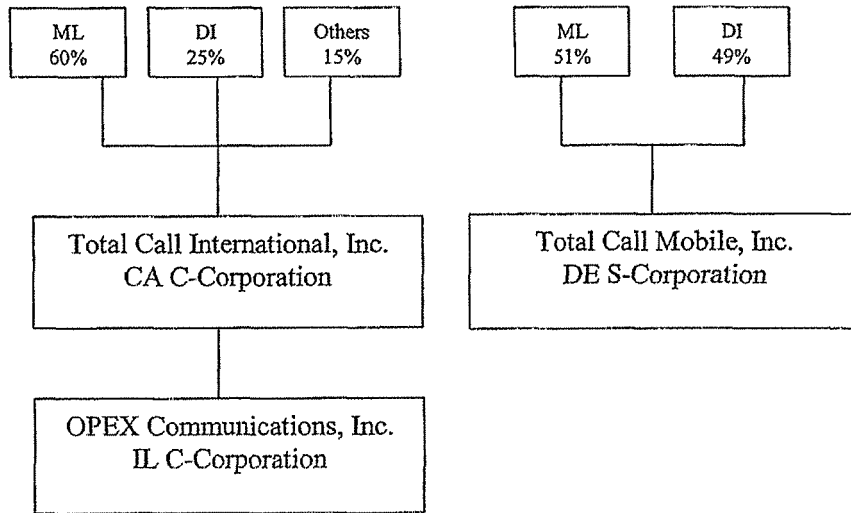 ML
60%
DI
25%
Others
15%
ML
51%
DI
49%
Total Call International, Inc.
CA C-Corporation
Total Call Mobile, Inc.
DE S-Corporation
OPEX Communications, Inc.
IL C-Corporation